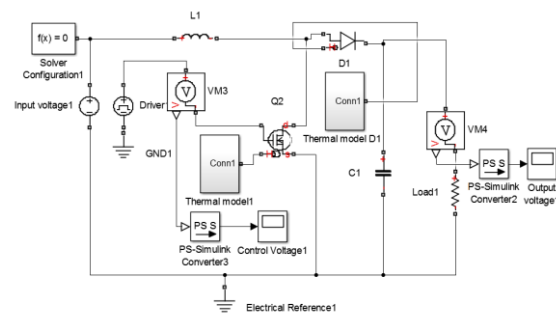 L1
f(x) = 0
Solver
Configuration1
D1
V
VM3
Input voltage1
Driver
Q2
Conn1
Thermal model D1
V
VM4
GND1
Conn1
Thermal model1
C1
Load1
PS S
PS-Simulink
Converter2
Output
voltage1
PS S
PS-Simulink
Converter3
Control Voltage1
Electrical Reference1